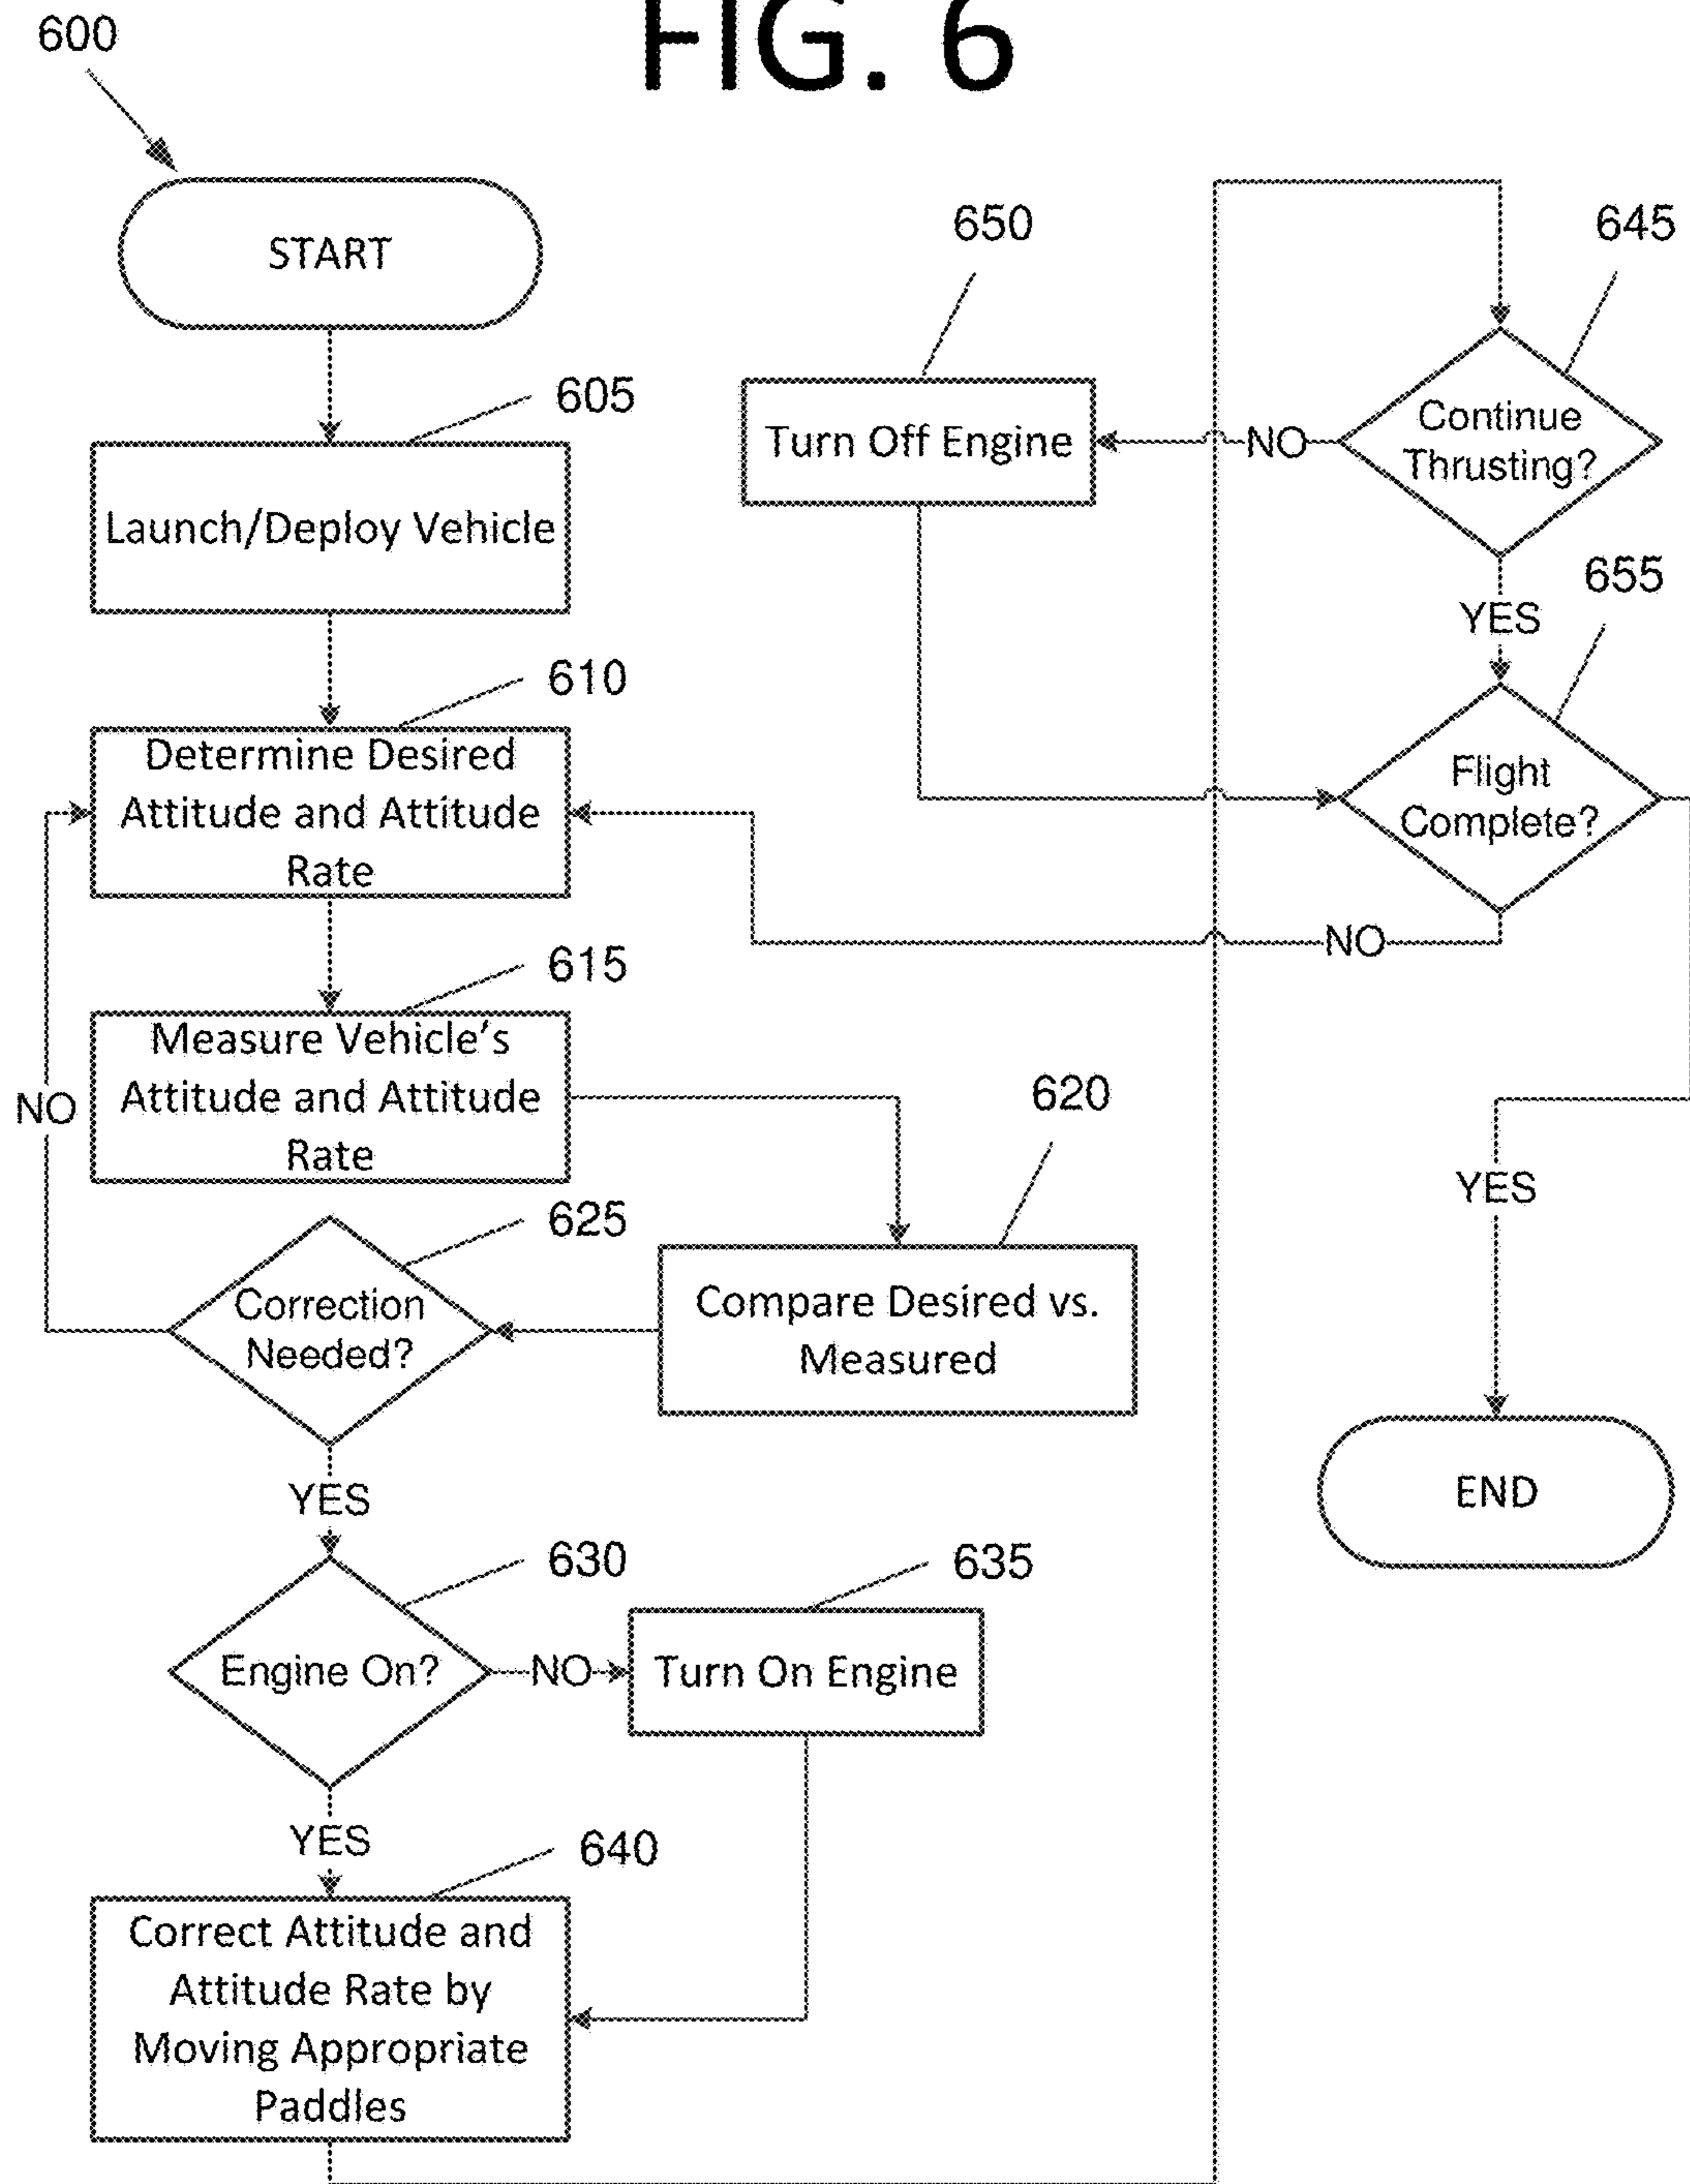 FIG. 6
600
START
605
Launch/Deploy Vehicle
610
Determine Desired
Attitude and Attitude
Rate
615
Measure Vehicle's
Attitude and Attitude
Rate
NO
620
Compare Desired vs.
Measured
625
Correction
Needed?
YES
630
Engine On?
NO
635
Turn On Engine
YES
640
Correct Attitude and
Attitude Rate by
Moving Appropriate
Paddles
645
Continue
Thrusting?
NO
650
Turn Off Engine
YES
655
Flight
Complete?
NO
YES
END